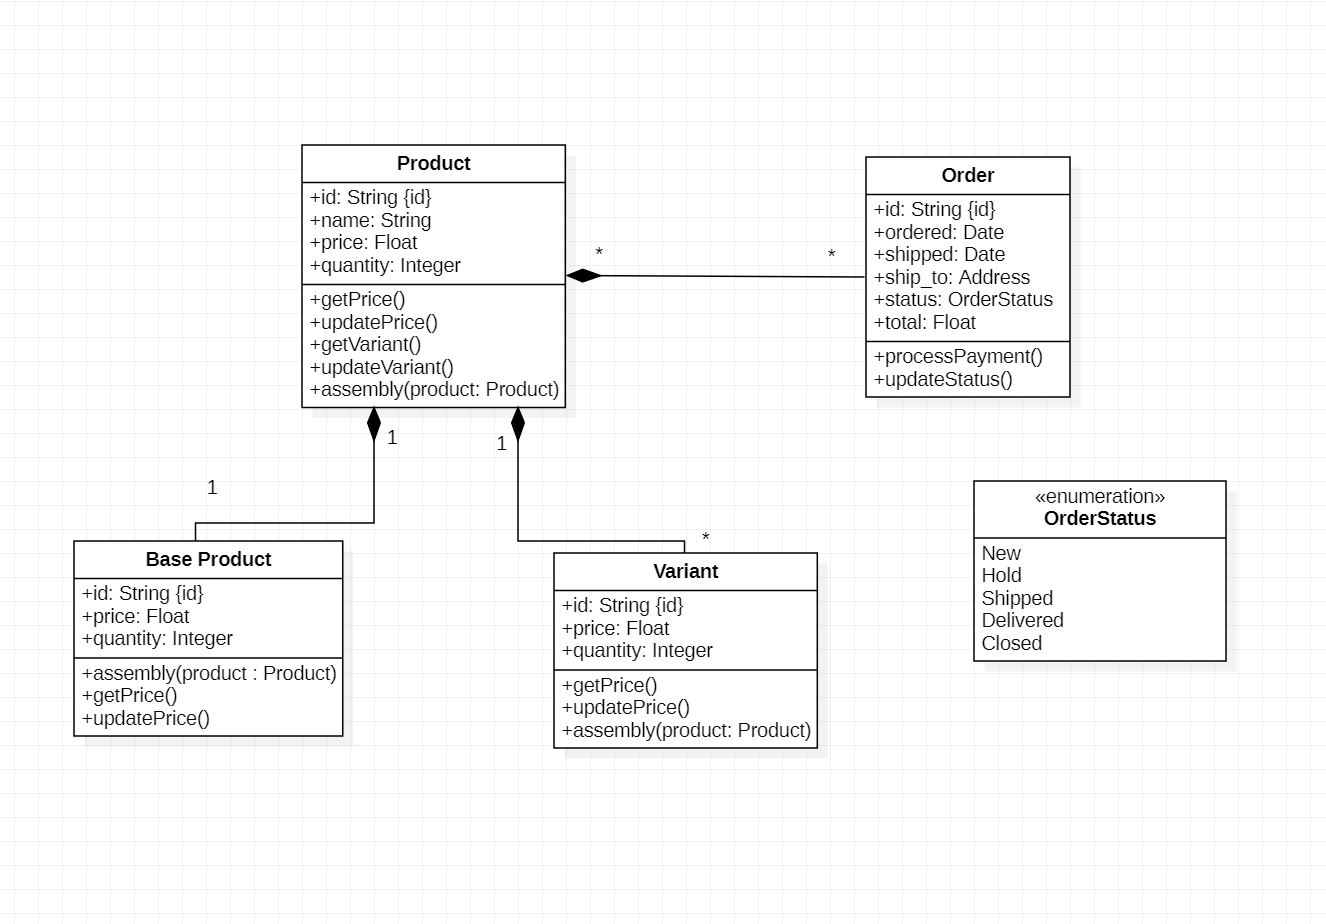 Product
+id: String {id}
+name: String
+price: Float
+quantity: Integer
+getPrice()
+updatePrice()
+getVariant()
+updateVariant()
+assembly(product: Product)
*
*
Order
+id: String {id}
+ordered: Date
+shipped: Date
+ship_to: Address
+status: OrderStatus
+total: Float
+processPayment()
+updateStatus()
1
1
1
*
Base Product
+id: String {id}
+price: Float
+quantity: Integer
+assembly(product : Product)
+getPrice()
+updatePrice()
Variant
+id: String {id}
+price: Float
+quantity: Integer
+getPrice()
+updatePrice()
+assembly(product: Product)
«enumeration»
OrderStatus
New
Hold
Shipped
Delivered
Closed